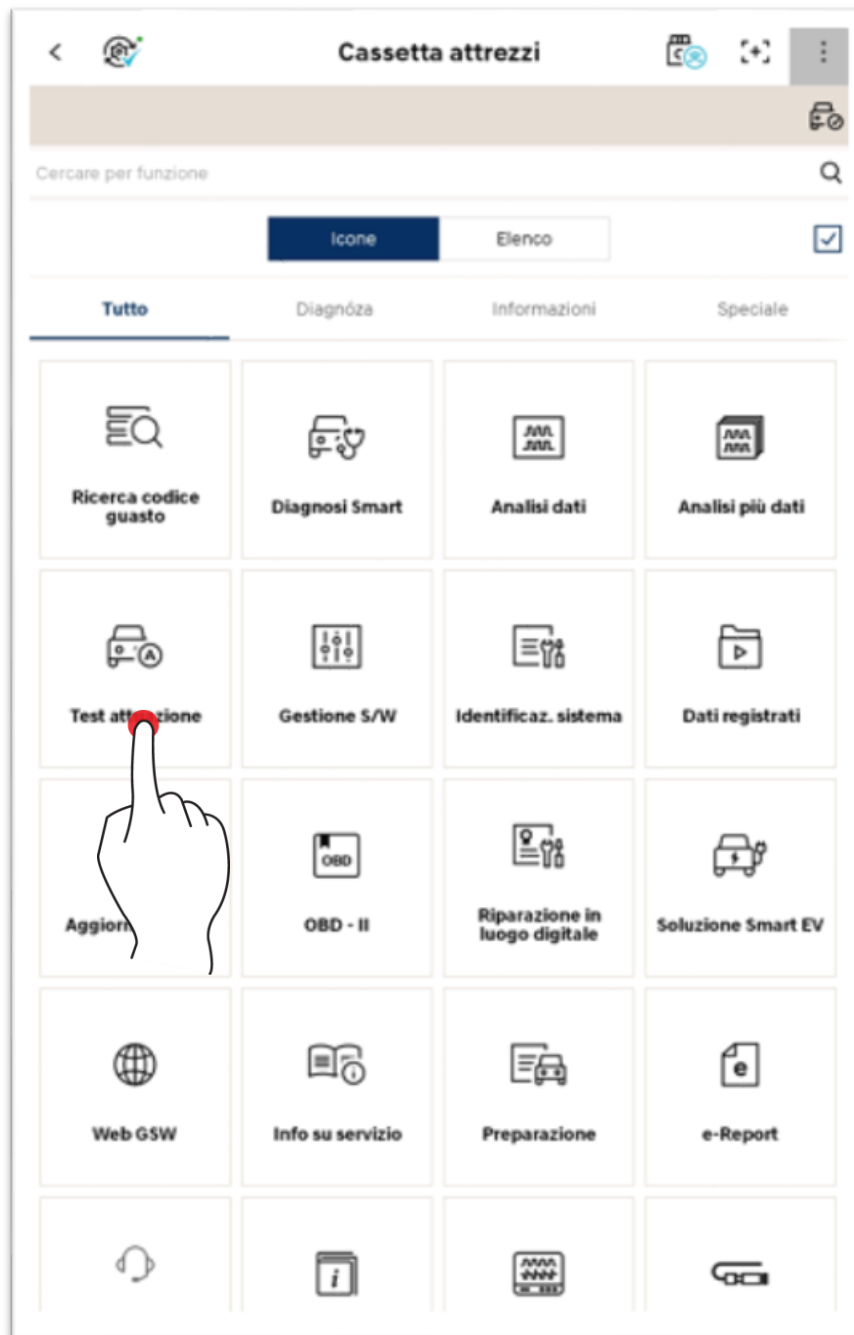 Cassetta attrezzi
Cercare per funzione
Icone
Elenco
Tutto
Diagnóza
Informazioni
Speciale
Ricerca codice
guasto
Diagnosi Smart
Analisi dati
Analisi più dati
A
Test
Gestione S/W
Identificaz. sistema
Dati registrati
OBD
OBD - II
Riparazione in
luogo digitale
Soluzione Smart EV
Web GSW
Info su servizio
Preparazione
e
e-Report
i